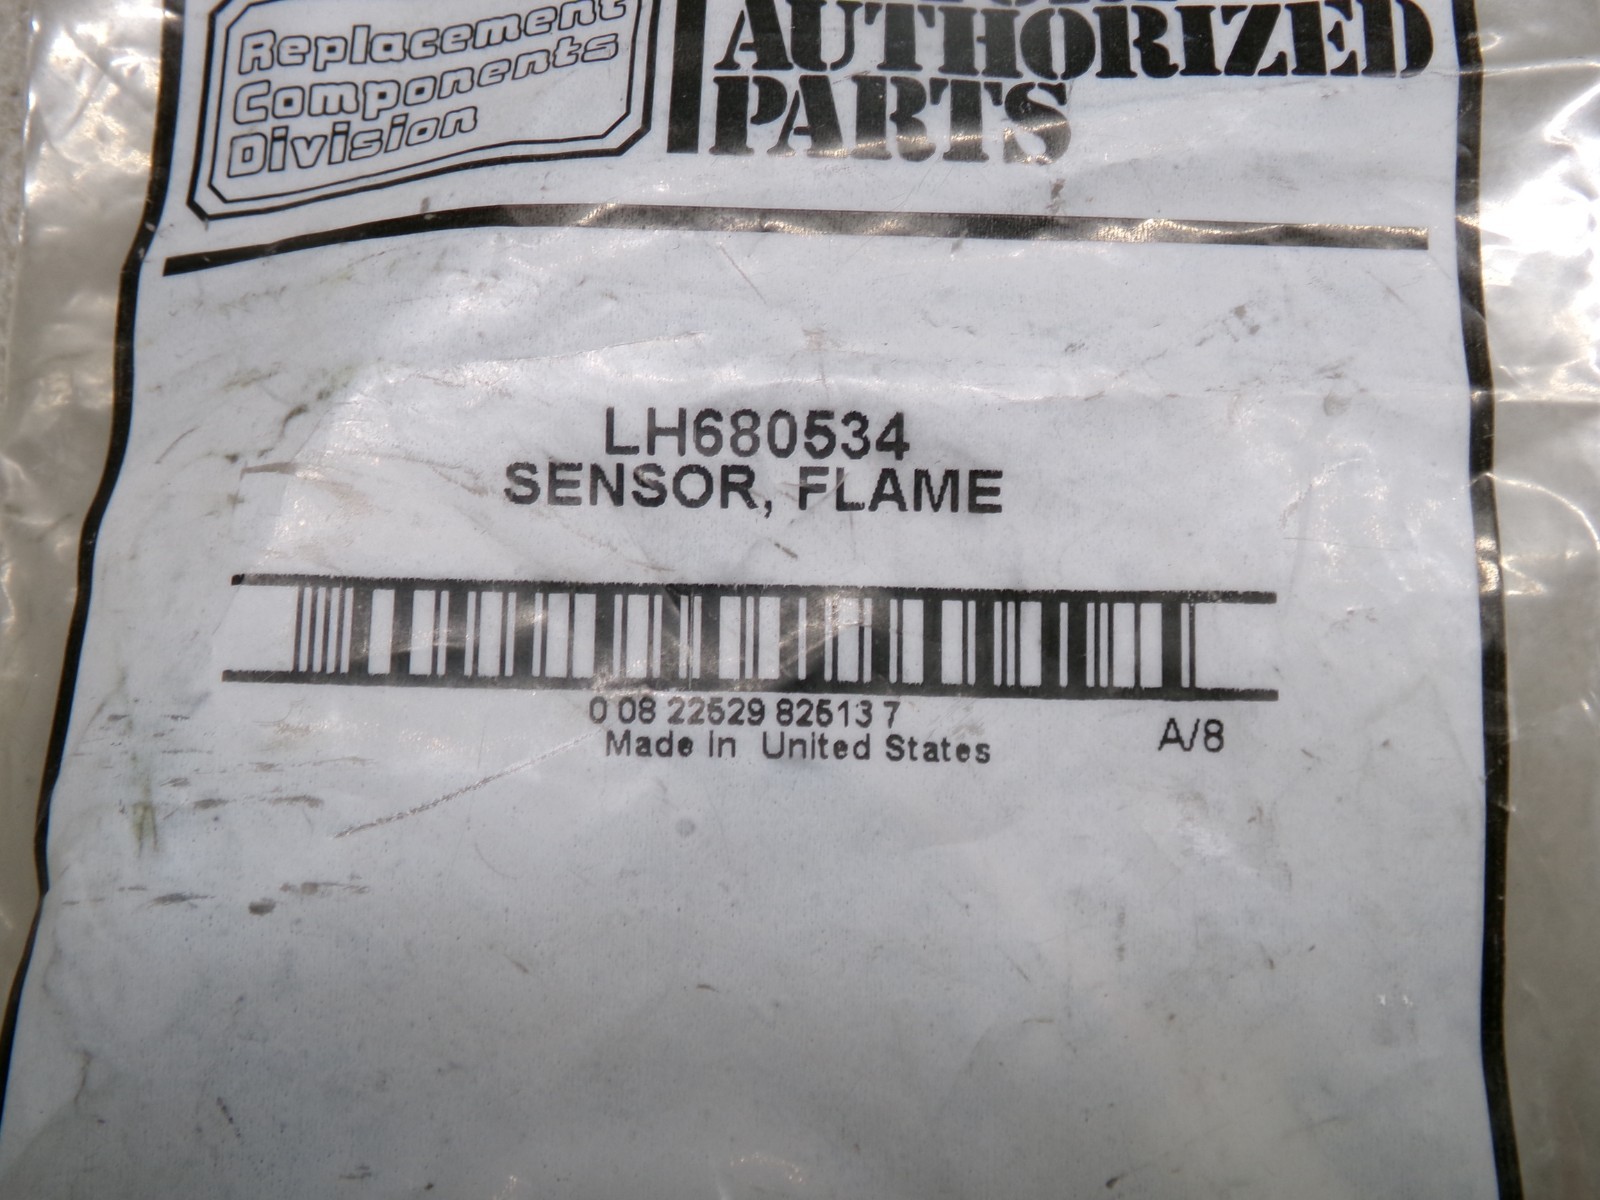 Replacement
Components
Division
AUTHORIZED
PARTS
LH680534
SENSOR, FLAME
0 08 22529 82513 7
Made in United States
A/8